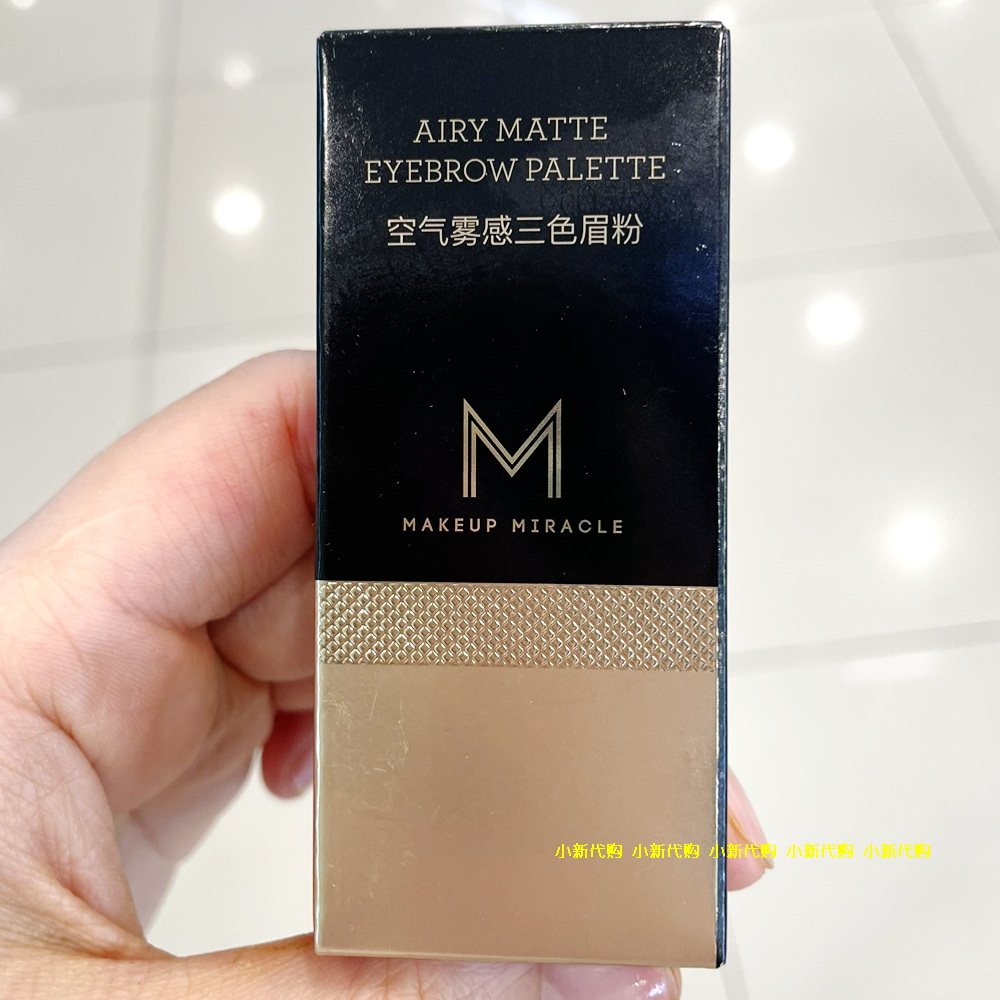 AIRY MATTE
EYEBROW PALETTE
空气雾感三色眉粉
M
MAKEUP MIRACLE
小新代购 小新代购 小新代购 小新代购 小新代购